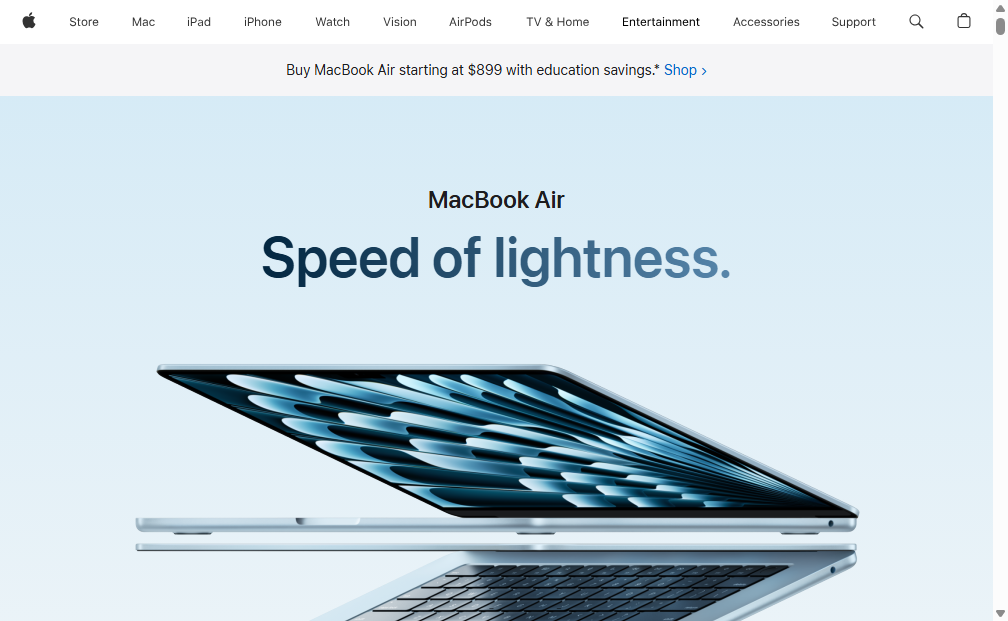 Store Mac iPad iPhone Watch Vision AirPods TV & Home Entertainment Accessories Support
Buy MacBook Air starting at $899 with education savings.* Shop >
MacBook Air
Speed of lightness.